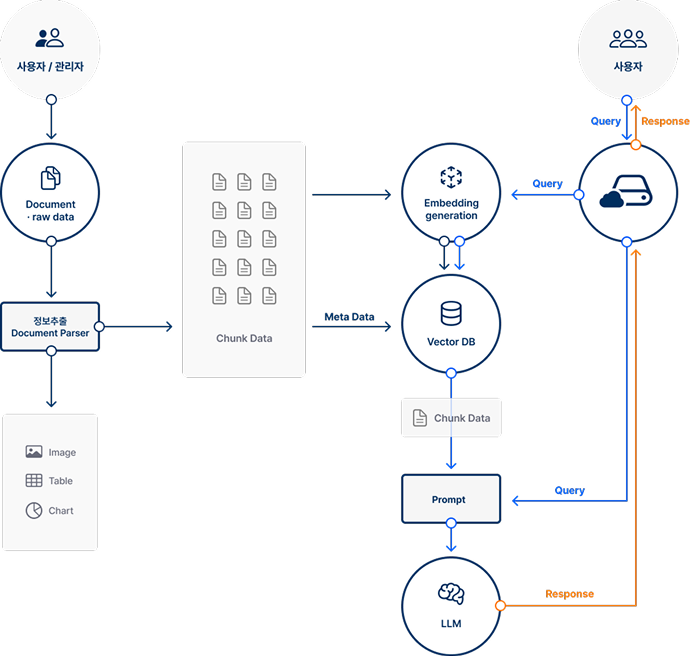 사용자 / 관리자
사용자
Query
Response
Document
· raw data
Embedding
generation
Query
정보추출
Document Parser
Chunk Data
Meta Data
Vector DB
Chunk Data
Image
Table
Chart
Prompt
Query
LLM
Response